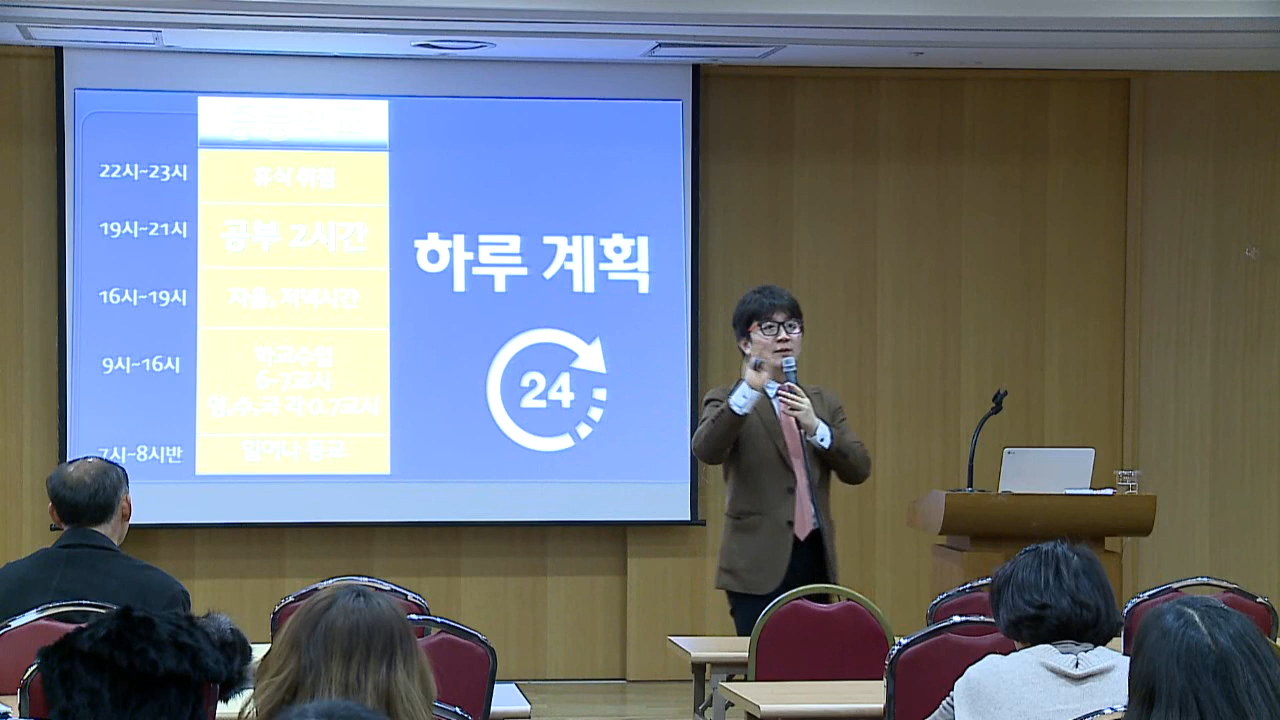 22시~23시
휴식 취침
19시~21시
공부 2시간
16시~19시
자율, 저녁시간
9시~16시
학교수업
6~7교시
영,수,국 각 0.7교시
7시~8시반
일어나 등교
하루 계획
24